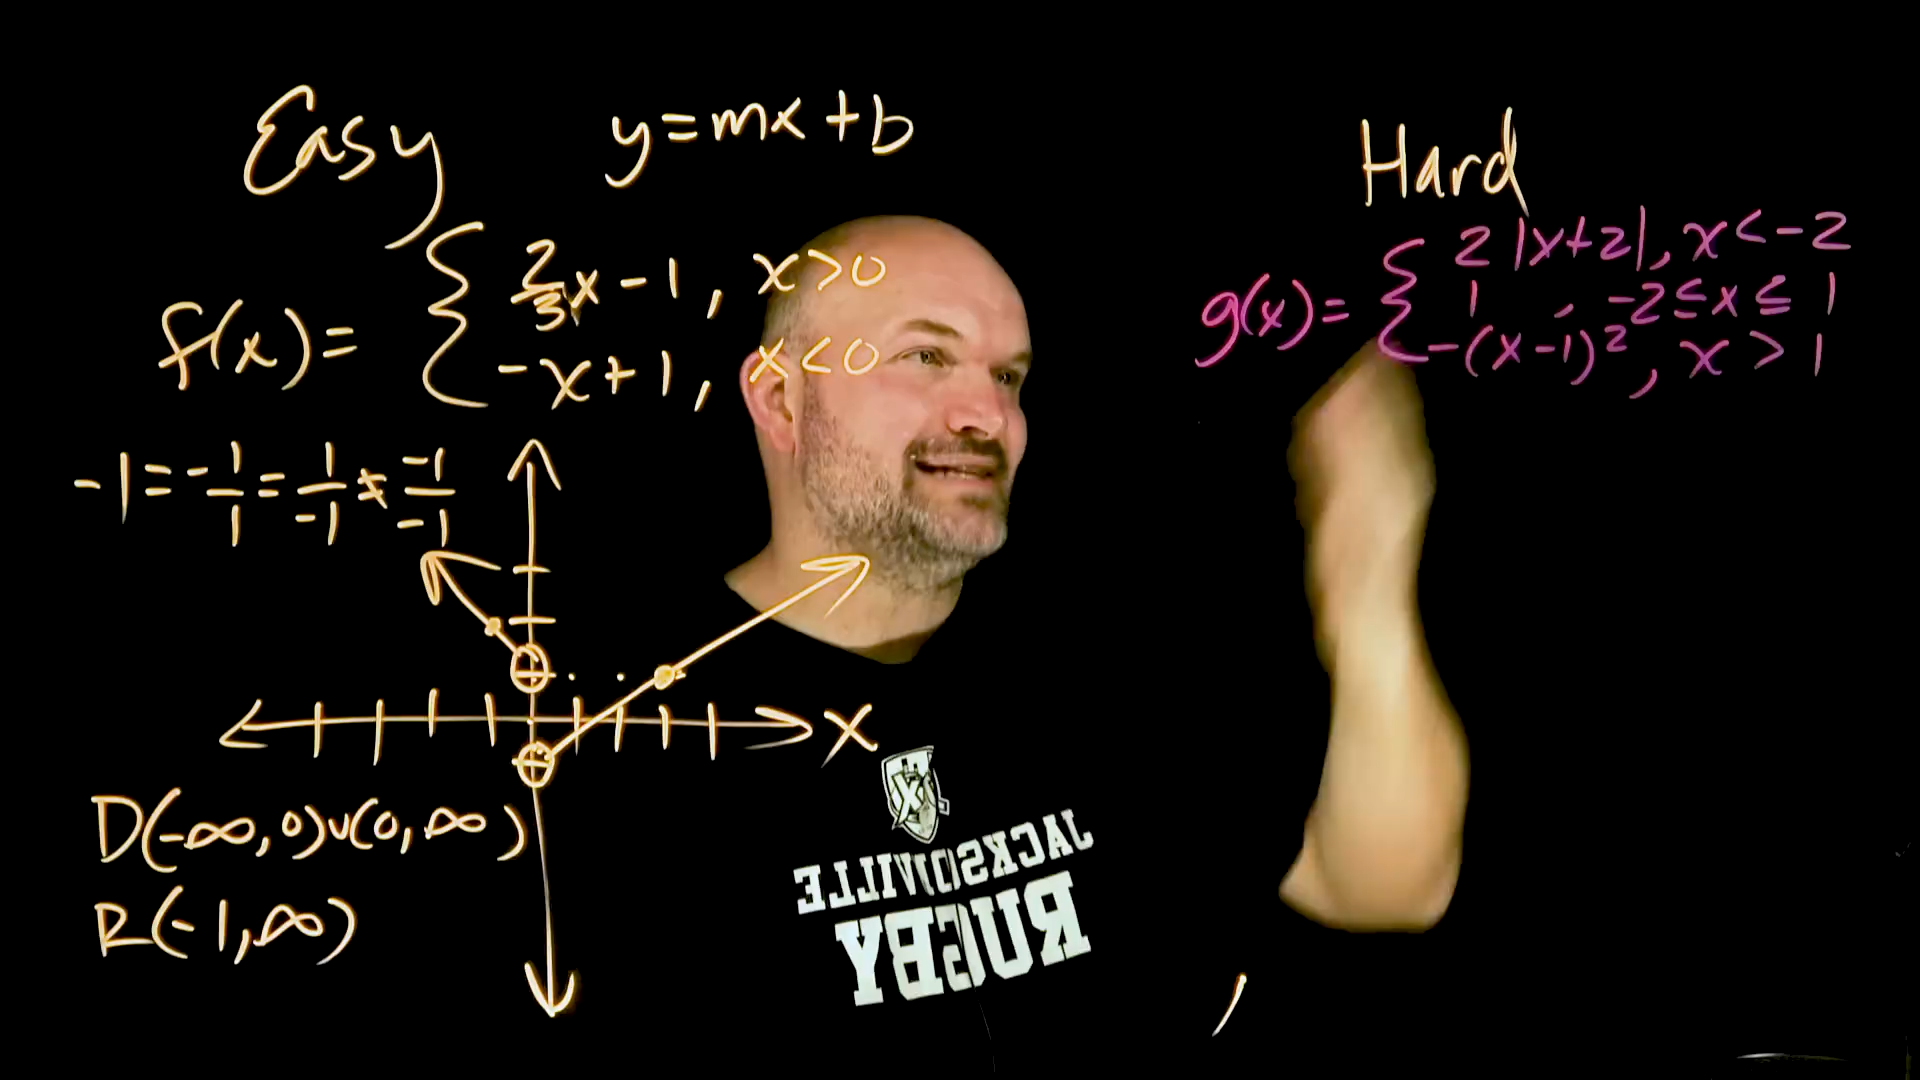 Easy
y=mx+b
f(x)= { 2/3x-1, x>0
-x+1, x<0
-1=-1/1=1/-1*-1/-1
X
D(-∞,0)∪(0,∞)
R(-1,∞)
Hard
g(x)= { 2|x+2|, x<-2
1, -2≤x≤1
-(x-1)², x>1
JACKSONVILLE
RUGBY